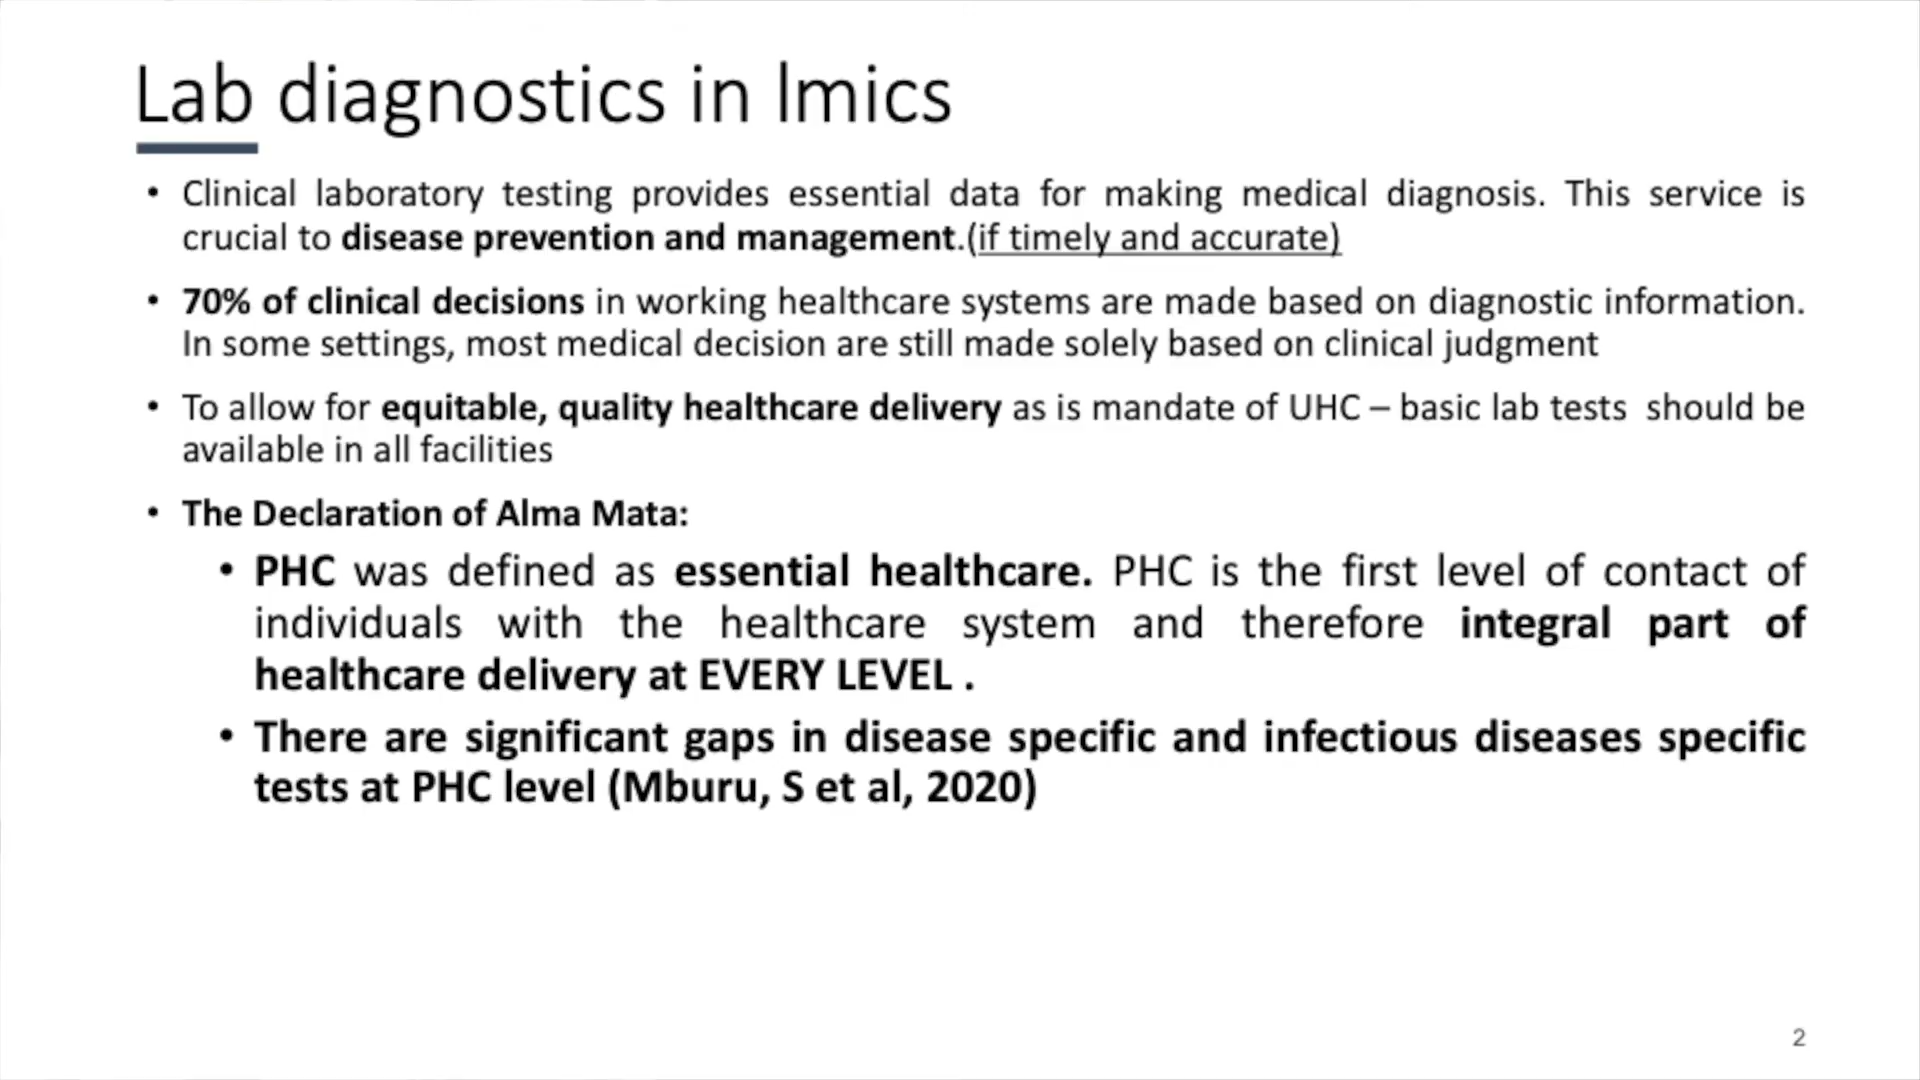 Lab diagnostics in lmics
• Clinical laboratory testing provides essential data for making medical diagnosis. This service is
crucial to disease prevention and management.(if timely and accurate)
• 70% of clinical decisions in working healthcare systems are made based on diagnostic information.
In some settings, most medical decision are still made solely based on clinical judgment
• To allow for equitable, quality healthcare delivery as is mandate of UHC – basic lab tests should be
available in all facilities
• The Declaration of Alma Mata:
• PHC was defined as essential healthcare. PHC is the first level of contact of
individuals with the healthcare system and therefore integral part of
healthcare delivery at EVERY LEVEL .
• There are significant gaps in disease specific and infectious diseases specific
tests at PHC level (Mburu, S et al, 2020)
2